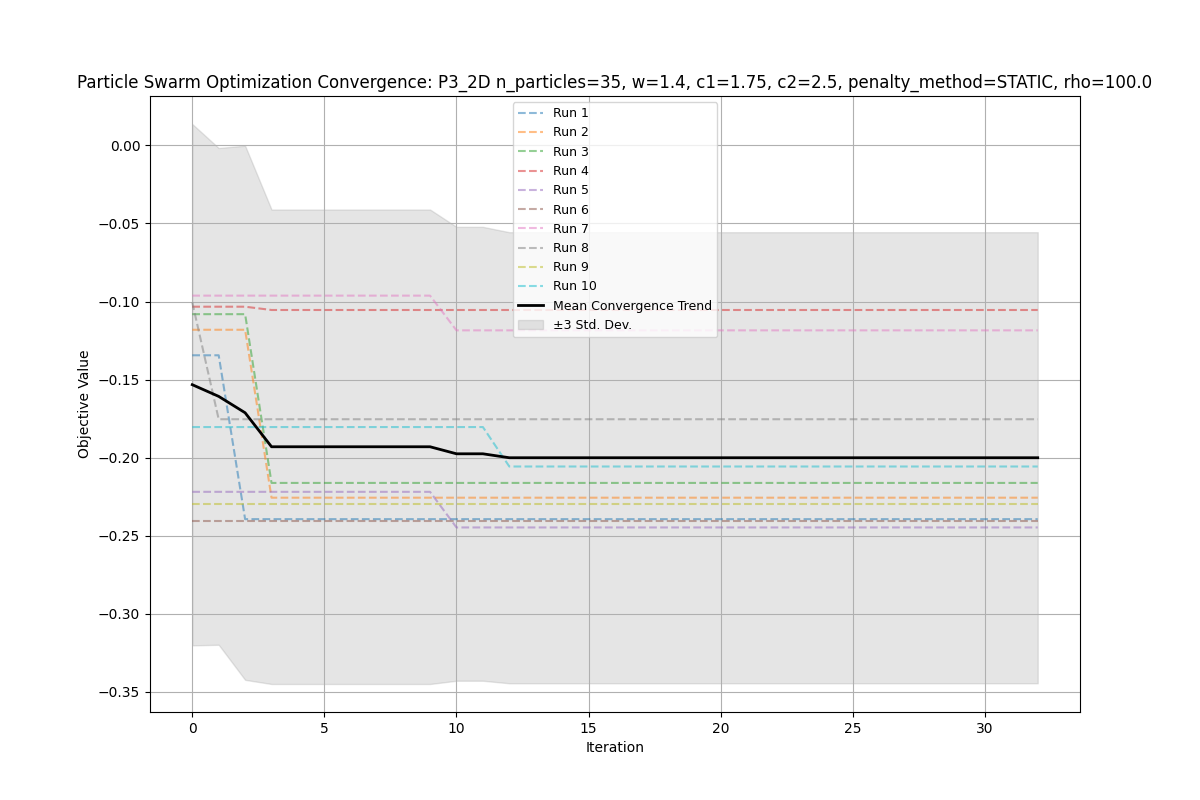 Particle Swarm Optimization Convergence: P3_2D n_particles=35, w=1.4, c1=1.75, c2=2.5, penalty_method=STATIC, rho=100.0
Run 1
Run 2
Run 3
Run 4
Run 5
Run 6
Run 7
Run 8
Run 9
Run 10
Mean Convergence Trend
±3 Std. Dev.
Objective Value
0.00
−0.05
−0.10
−0.15
−0.20
−0.25
−0.30
−0.35
0 5 10 15 20 25 30
Iteration